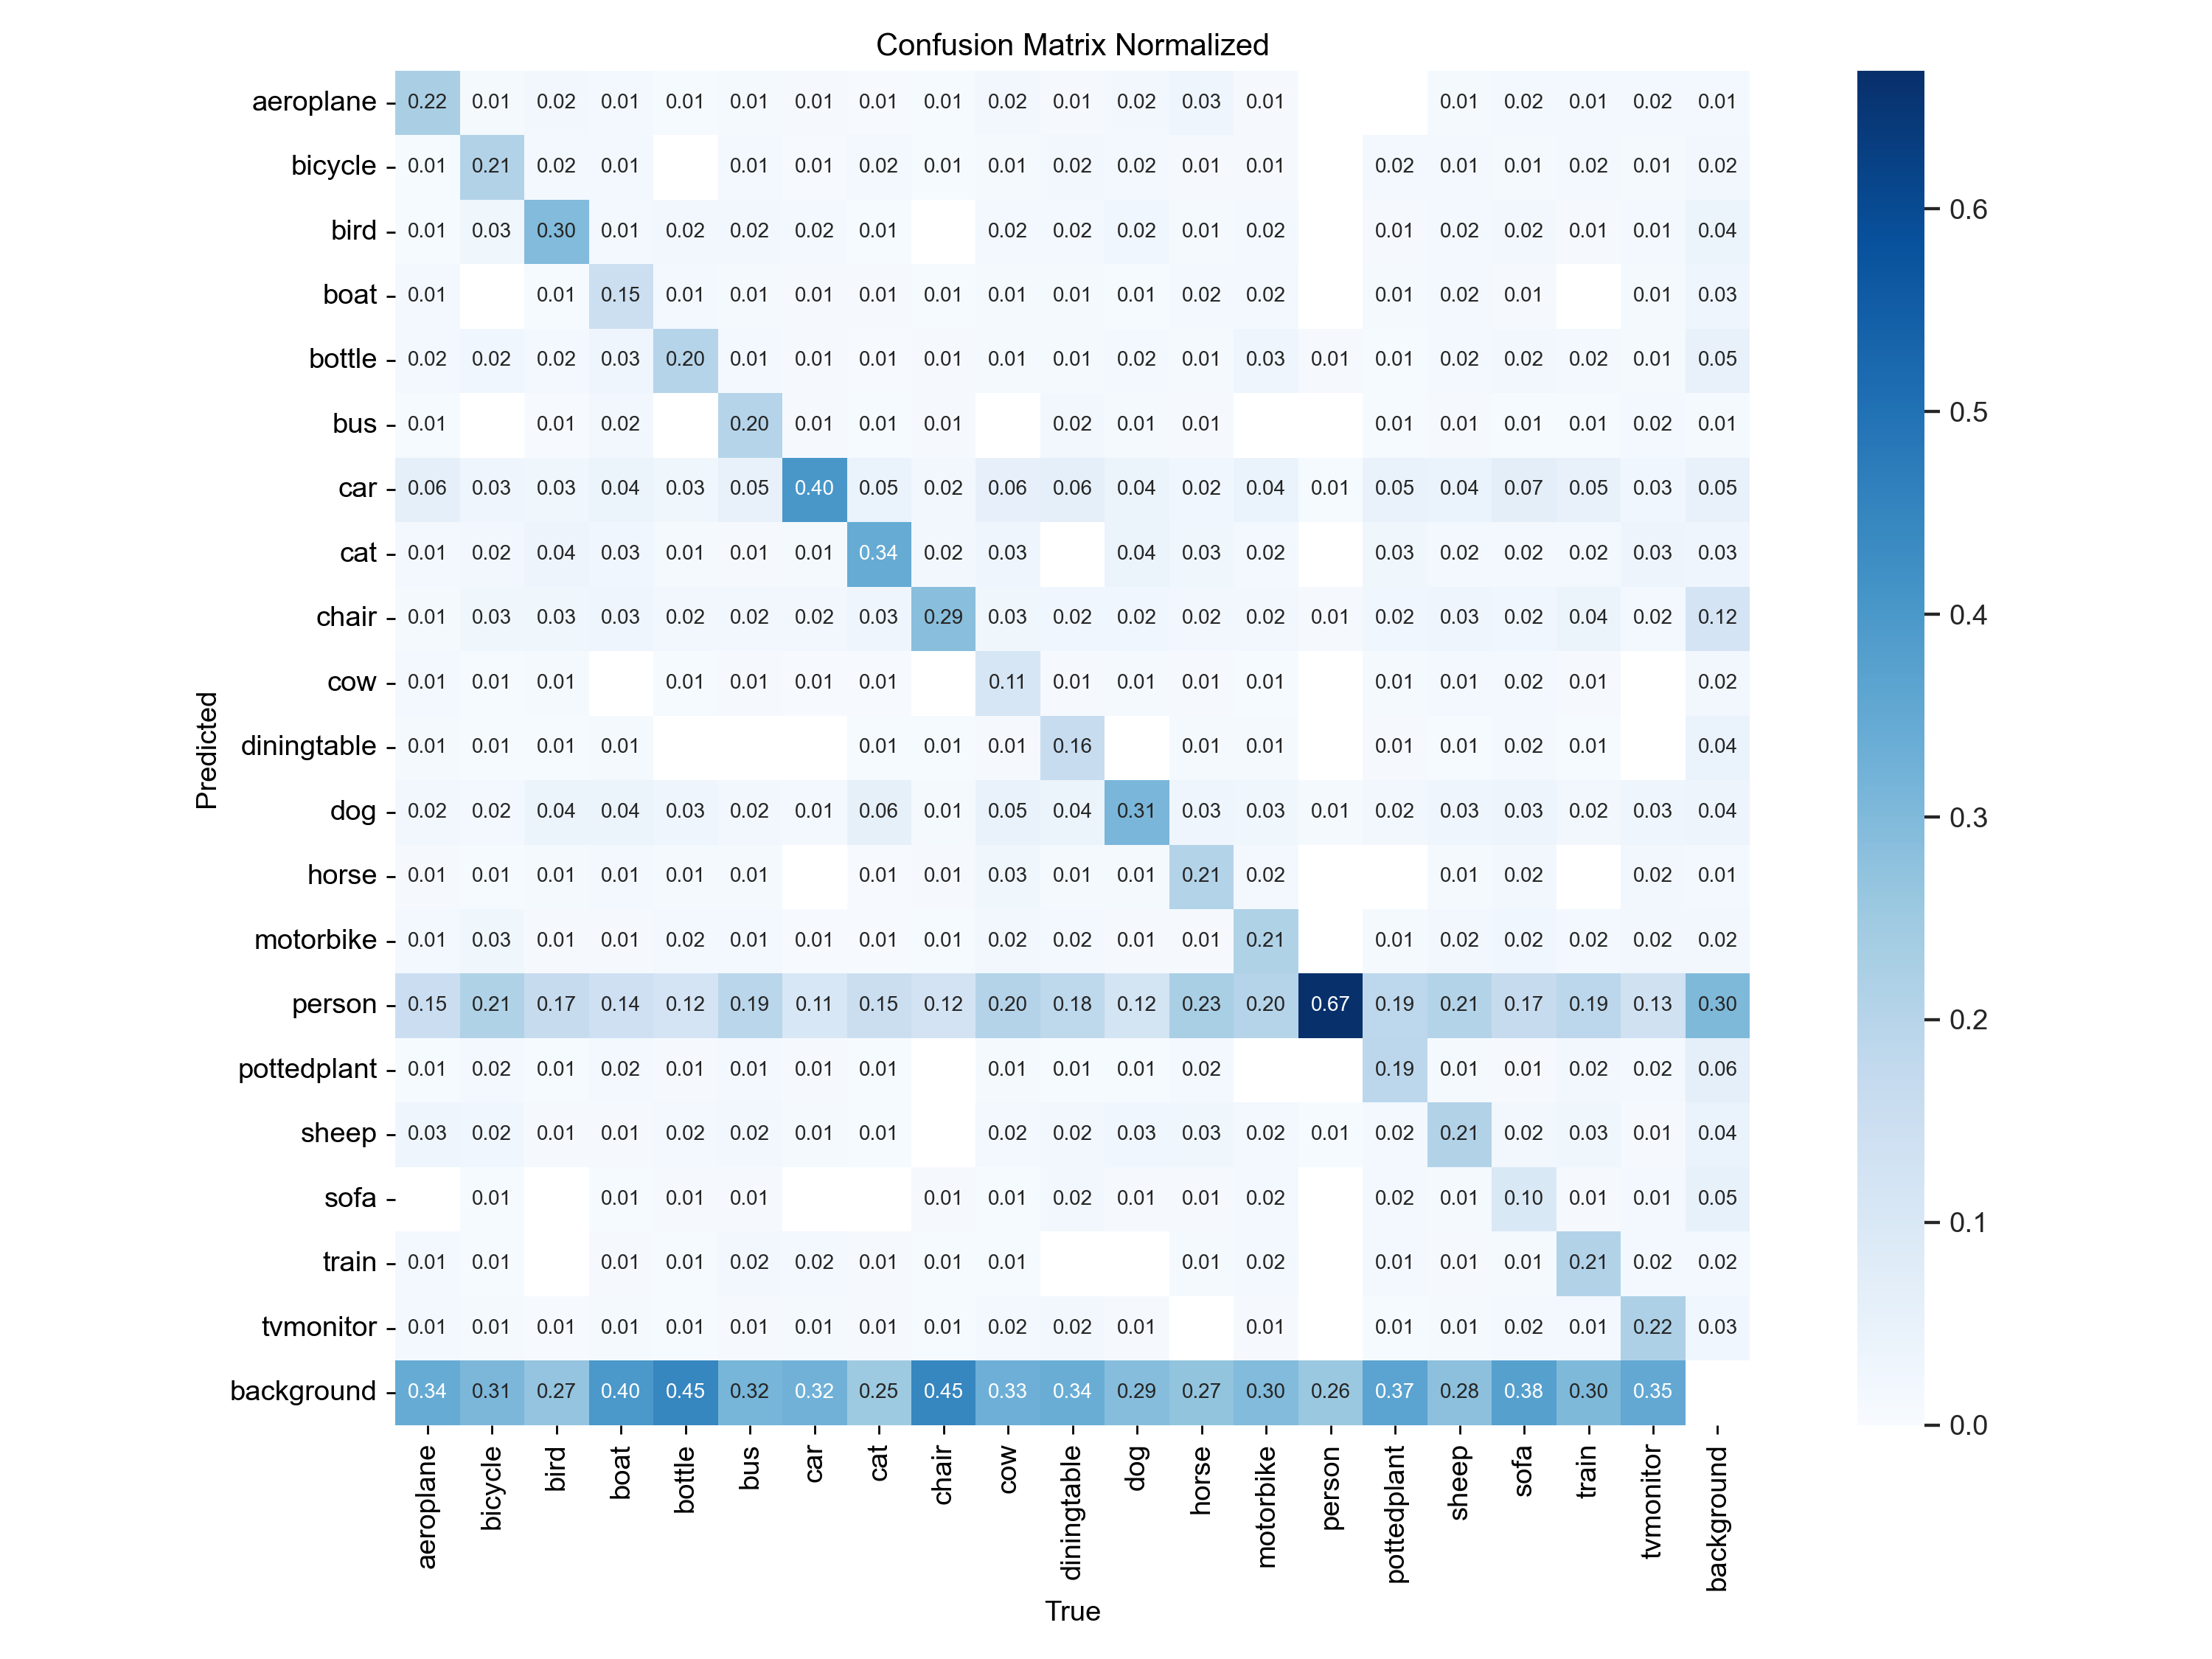 Confusion Matrix Normalized
aeroplane 0.22 0.01 0.02 0.01 0.01 0.01 0.01 0.01 0.01 0.02 0.01 0.02 0.03 0.01 0.01 0.02 0.01 0.02 0.01
bicycle 0.01 0.21 0.02 0.01 0.01 0.01 0.02 0.01 0.01 0.02 0.02 0.01 0.01 0.02 0.01 0.01 0.02 0.01 0.02
bird 0.01 0.03 0.30 0.01 0.02 0.02 0.02 0.01 0.02 0.02 0.02 0.01 0.02 0.01 0.02 0.02 0.01 0.01 0.04
0.6
boat 0.01 0.01 0.15 0.01 0.01 0.01 0.01 0.01 0.01 0.01 0.01 0.02 0.02 0.01 0.02 0.01 0.01 0.03
bottle 0.02 0.02 0.02 0.03 0.20 0.01 0.01 0.01 0.01 0.01 0.01 0.02 0.01 0.03 0.01 0.01 0.02 0.02 0.02 0.01 0.05
bus 0.01 0.01 0.02 0.20 0.01 0.01 0.01 0.02 0.01 0.01 0.01 0.01 0.01 0.01 0.02 0.01
0.5
car 0.06 0.03 0.03 0.04 0.03 0.05 0.40 0.05 0.02 0.06 0.06 0.04 0.02 0.04 0.01 0.05 0.04 0.07 0.05 0.03 0.05
cat 0.01 0.02 0.04 0.03 0.01 0.01 0.01 0.34 0.02 0.03 0.04 0.03 0.02 0.03 0.02 0.02 0.02 0.03 0.03
chair 0.01 0.03 0.03 0.03 0.02 0.02 0.02 0.03 0.29 0.03 0.02 0.02 0.02 0.02 0.01 0.02 0.03 0.02 0.04 0.02 0.12
0.4
cow 0.01 0.01 0.01 0.01 0.01 0.01 0.01 0.11 0.01 0.01 0.01 0.01 0.01 0.01 0.02 0.01 0.02
Predicted
diningtable 0.01 0.01 0.01 0.01 0.01 0.01 0.01 0.16 0.01 0.01 0.01 0.01 0.02 0.01 0.04
dog 0.02 0.02 0.04 0.04 0.03 0.02 0.01 0.06 0.01 0.05 0.04 0.31 0.03 0.03 0.01 0.02 0.03 0.03 0.02 0.03 0.04
0.3
horse 0.01 0.01 0.01 0.01 0.01 0.01 0.01 0.01 0.03 0.01 0.01 0.21 0.02 0.01 0.02 0.02 0.01
motorbike 0.01 0.03 0.01 0.01 0.02 0.01 0.01 0.01 0.01 0.02 0.02 0.01 0.01 0.21 0.01 0.02 0.02 0.02 0.02 0.02
person 0.15 0.21 0.17 0.14 0.12 0.19 0.11 0.15 0.12 0.20 0.18 0.12 0.23 0.20 0.67 0.19 0.21 0.17 0.19 0.13 0.30
0.2
pottedplant 0.01 0.02 0.01 0.02 0.01 0.01 0.01 0.01 0.01 0.01 0.01 0.02 0.19 0.01 0.01 0.02 0.02 0.06
sheep 0.03 0.02 0.01 0.01 0.02 0.02 0.01 0.01 0.02 0.02 0.03 0.03 0.02 0.01 0.02 0.21 0.02 0.03 0.01 0.04
sofa 0.01 0.01 0.01 0.01 0.01 0.01 0.02 0.01 0.01 0.02 0.02 0.01 0.10 0.01 0.01 0.05
0.1
train 0.01 0.01 0.01 0.01 0.02 0.02 0.01 0.01 0.01 0.01 0.02 0.01 0.01 0.01 0.21 0.02 0.02
tvmonitor 0.01 0.01 0.01 0.01 0.01 0.01 0.01 0.01 0.01 0.02 0.02 0.01 0.01 0.01 0.01 0.02 0.01 0.22 0.03
background 0.34 0.31 0.27 0.40 0.45 0.32 0.32 0.25 0.45 0.33 0.34 0.29 0.27 0.30 0.26 0.37 0.28 0.38 0.30 0.35
0.0
aeroplane bicycle bird boat bottle bus car cat chair cow diningtable dog horse motorbike person pottedplant sheep sofa train tvmonitor background
True